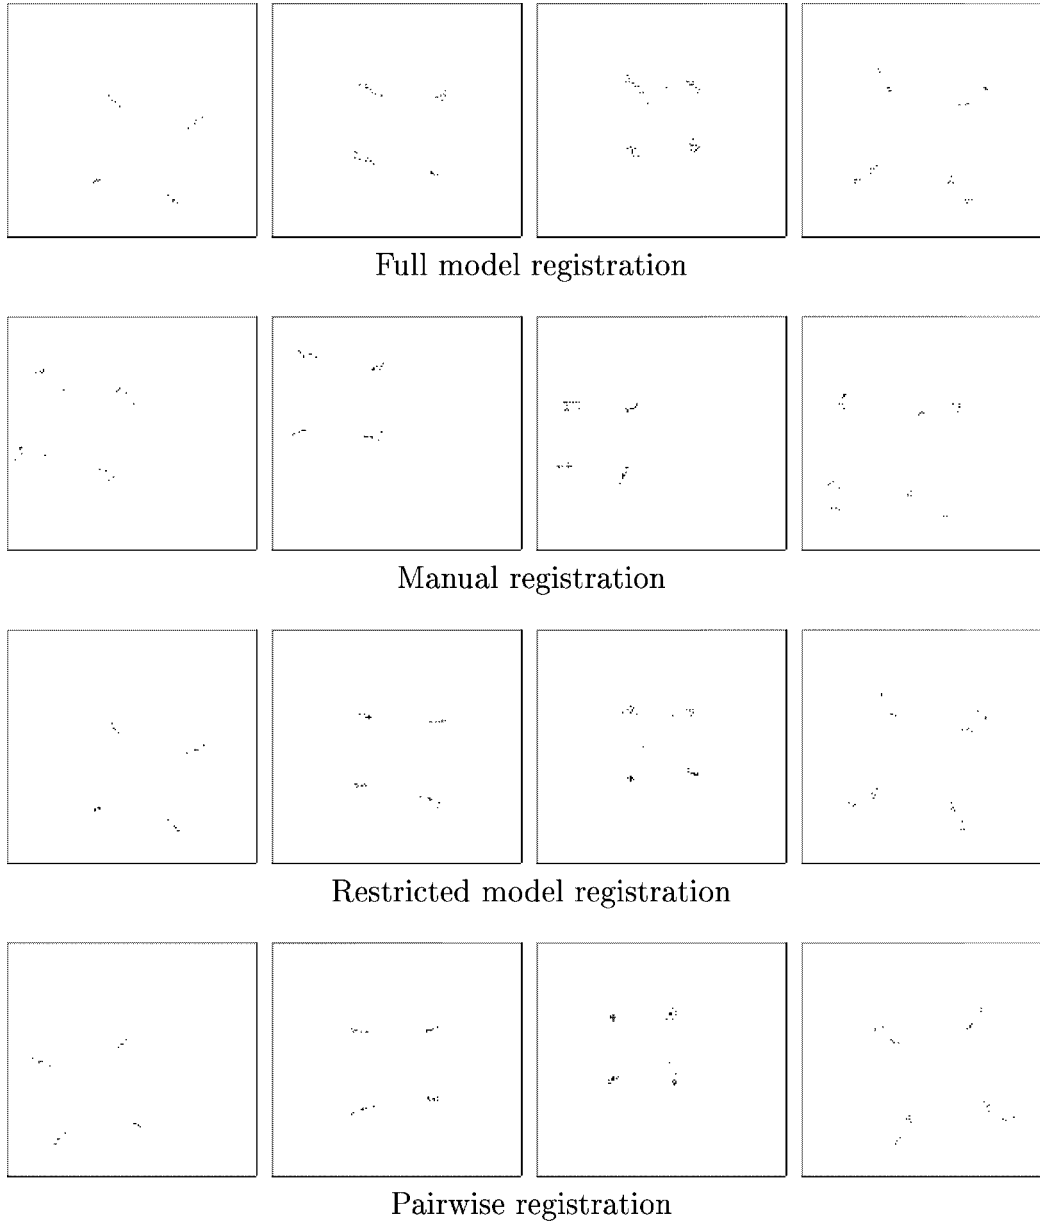 Full model registration
Manual registration
Restricted model registration
Pairwise registration